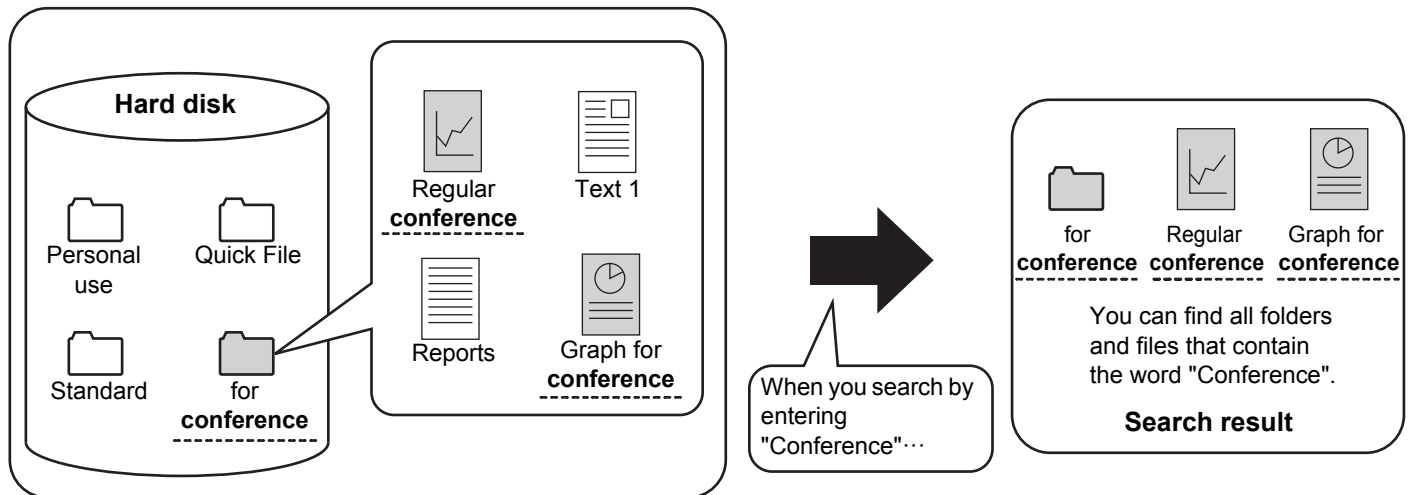 Hard disk
Personal
use
Quick File
Standard
for
conference
Regular
conference
Text 1
Reports
Graph for
conference
When you search by
entering
"Conference"···
for
conference
Regular
conference
Graph for
conference
You can find all folders
and files that contain
the word "Conference".
Search result